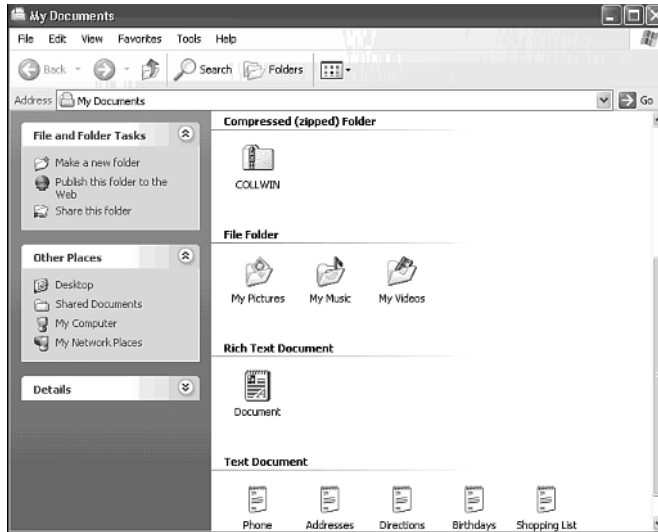 My Documents
File Edit View Favorites Tools Help
Back Search Folders
Address My Documents Go
File and Folder Tasks
Make a new folder
Publish this folder to the
Web
Share this folder
Other Places
Desktop
Shared Documents
My Computer
My Network Places
Details
Compressed (zipped) Folder
COLLWIN
File Folder
My Pictures My Music My Videos
Rich Text Document
Document
Text Document
Phone Addresses Directions Birthdays Shopping List